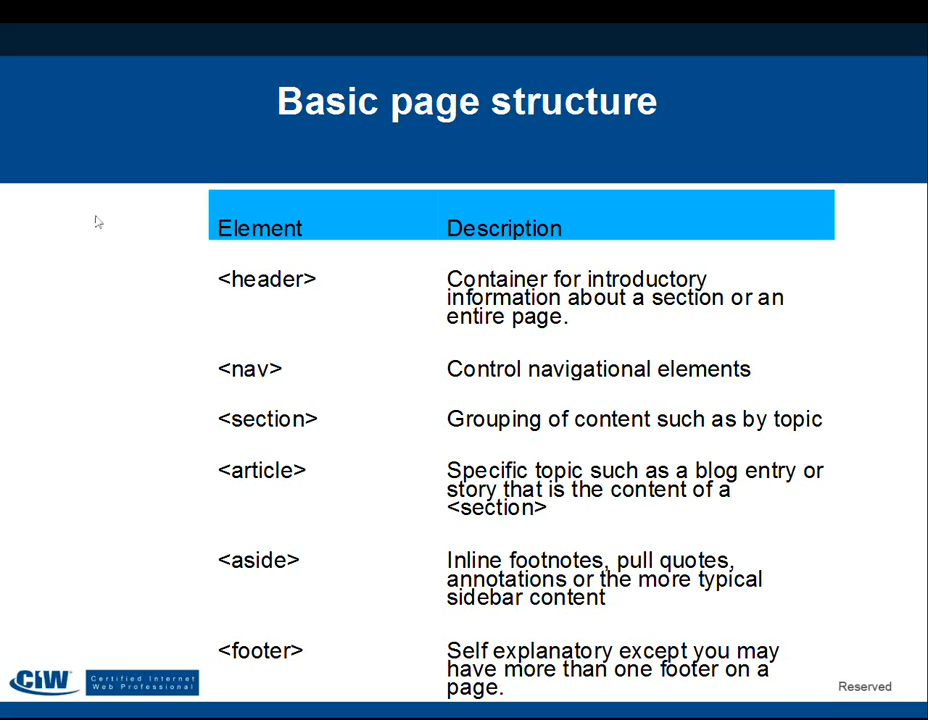 Basic page structure
Element Description
<header> Container for introductory
information about a section or an
entire page.
<nav> Control navigational elements
<section> Grouping of content such as by topic
<article> Specific topic such as a blog entry or
story that is the content of a
<section>
<aside> Inline footnotes, pull quotes,
annotations or the more typical
sidebar content
<footer> Self explanatory except you may
have more than one footer on a
page.
CIW
Certified Internet
Web Professional
Reserved